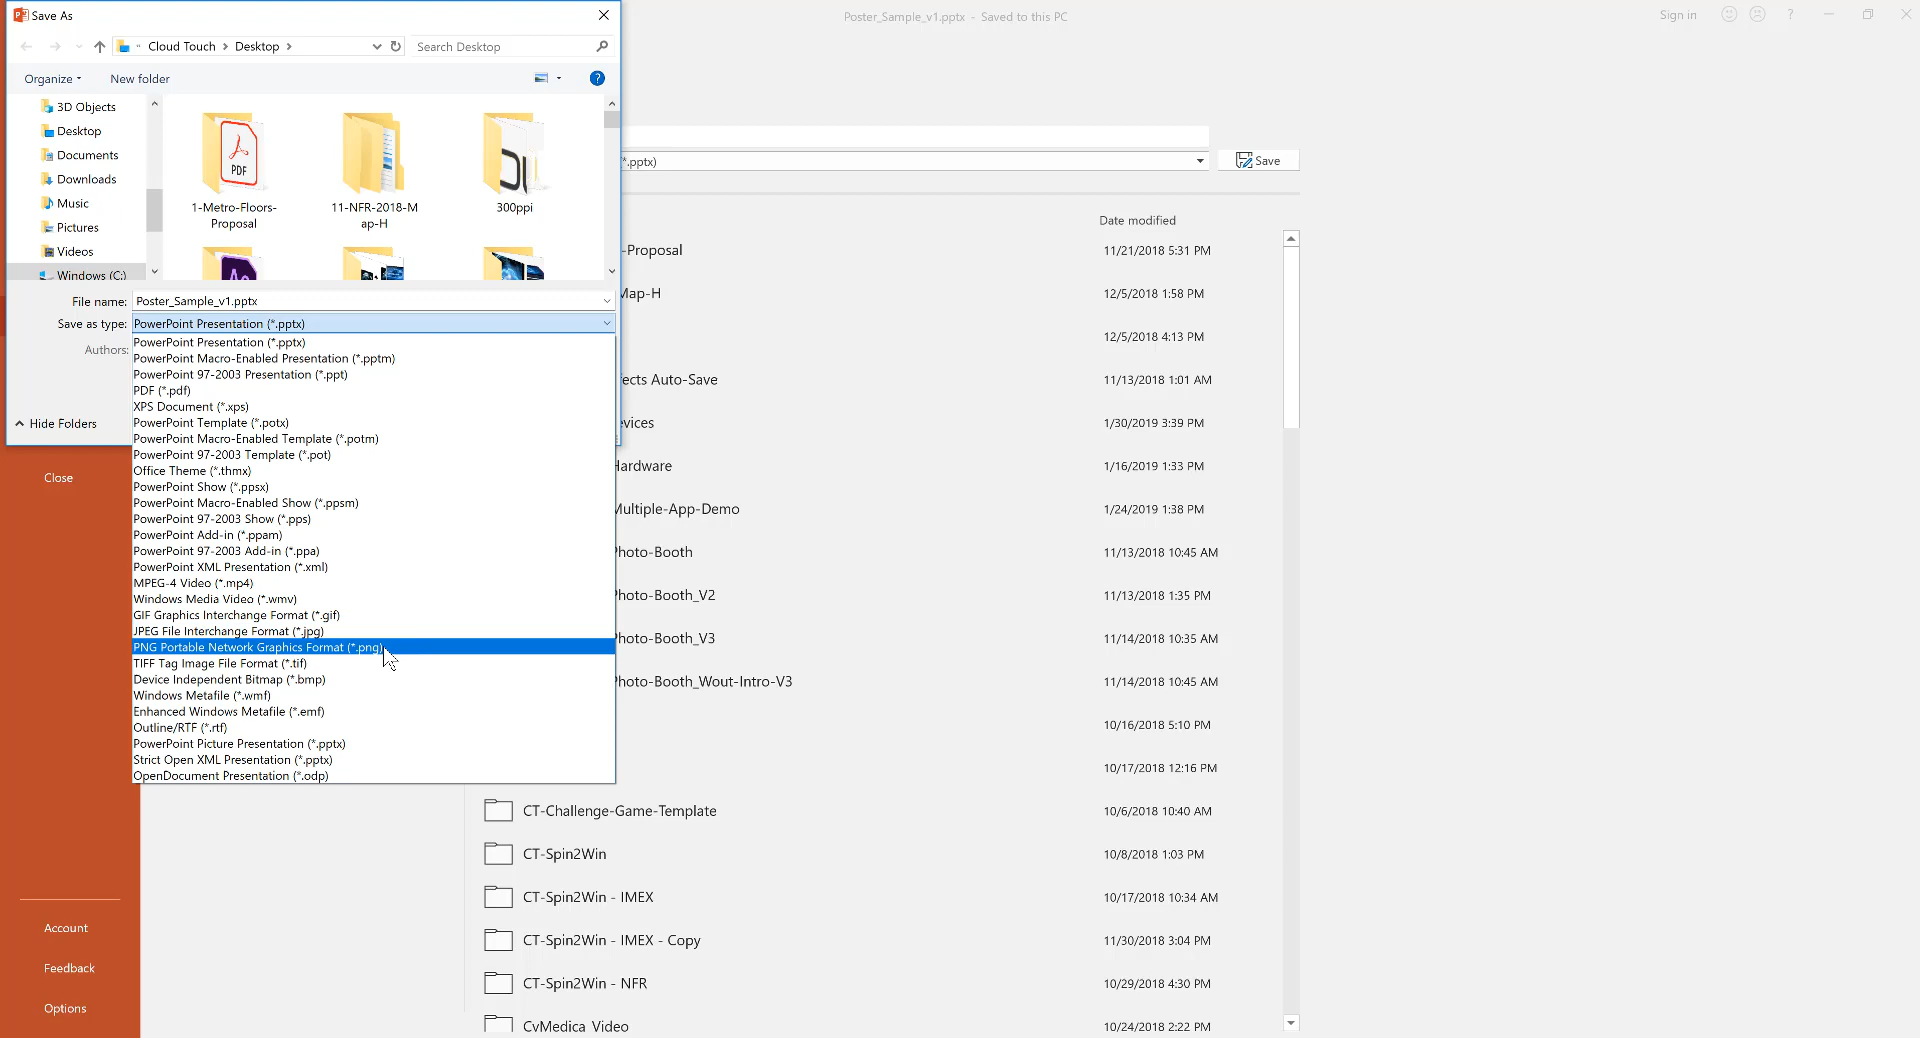 Save As
Poster_Sample_v1.pptx - Saved to this PC
Sign in
?
Cloud Touch > Desktop >
Search Desktop
Organize
New folder
?
3D Objects
Desktop
Documents
Downloads
Music
Pictures
Videos
Windows (C:)
PDF
1-Metro-Floors-
Proposal
11-NFR-2018-M
ap-H
300ppi
File name: Poster_Sample_v1.pptx
Save as type: PowerPoint Presentation (*.pptx)
Authors:
PowerPoint Presentation (*.pptx)
PowerPoint Macro-Enabled Presentation (*.pptm)
PowerPoint 97-2003 Presentation (*.ppt)
PDF (*.pdf)
XPS Document (*.xps)
PowerPoint Template (*.potx)
PowerPoint Macro-Enabled Template (*.potm)
PowerPoint 97-2003 Template (*.pot)
Office Theme (*.thmx)
PowerPoint Show (*.ppsx)
PowerPoint Macro-Enabled Show (*.ppsm)
PowerPoint 97-2003 Show (*.pps)
PowerPoint Add-in (*.ppam)
PowerPoint 97-2003 Add-in (*.ppa)
PowerPoint XML Presentation (*.xml)
MPEG-4 Video (*.mp4)
Windows Media Video (*.wmv)
GIF Graphics Interchange Format (*.gif)
JPEG File Interchange Format (*.jpg)
PNG Portable Network Graphics Format (*.png)
TIFF Tag Image File Format (*.tif)
Device Independent Bitmap (*.bmp)
Windows Metafile (*.wmf)
Enhanced Windows Metafile (*.emf)
Outline/RTF (*.rtf)
PowerPoint Picture Presentation (*.pptx)
Strict Open XML Presentation (*.pptx)
OpenDocument Presentation (*.odp)
Hide Folders
Close
Account
Feedback
Options
*.pptx)
Save
Date modified
-Proposal 11/21/2018 5:31 PM
Map-H 12/5/2018 1:58 PM
12/5/2018 4:13 PM
fects Auto-Save 11/13/2018 1:01 AM
evices 1/30/2019 3:39 PM
Hardware 1/16/2019 1:33 PM
Multiple-App-Demo 1/24/2019 1:38 PM
Photo-Booth 11/13/2018 10:45 AM
Photo-Booth_V2 11/13/2018 1:35 PM
Photo-Booth_V3 11/14/2018 10:35 AM
Photo-Booth_Wout-Intro-V3 11/14/2018 10:45 AM
10/16/2018 5:10 PM
10/17/2018 12:16 PM
CT-Challenge-Game-Template 10/6/2018 10:40 AM
CT-Spin2Win 10/8/2018 1:03 PM
CT-Spin2Win - IMEX 10/17/2018 10:34 AM
CT-Spin2Win - IMEX - Copy 11/30/2018 3:04 PM
CT-Spin2Win - NFR 10/29/2018 4:30 PM
CvMedica Video 10/24/2018 2:22 PM